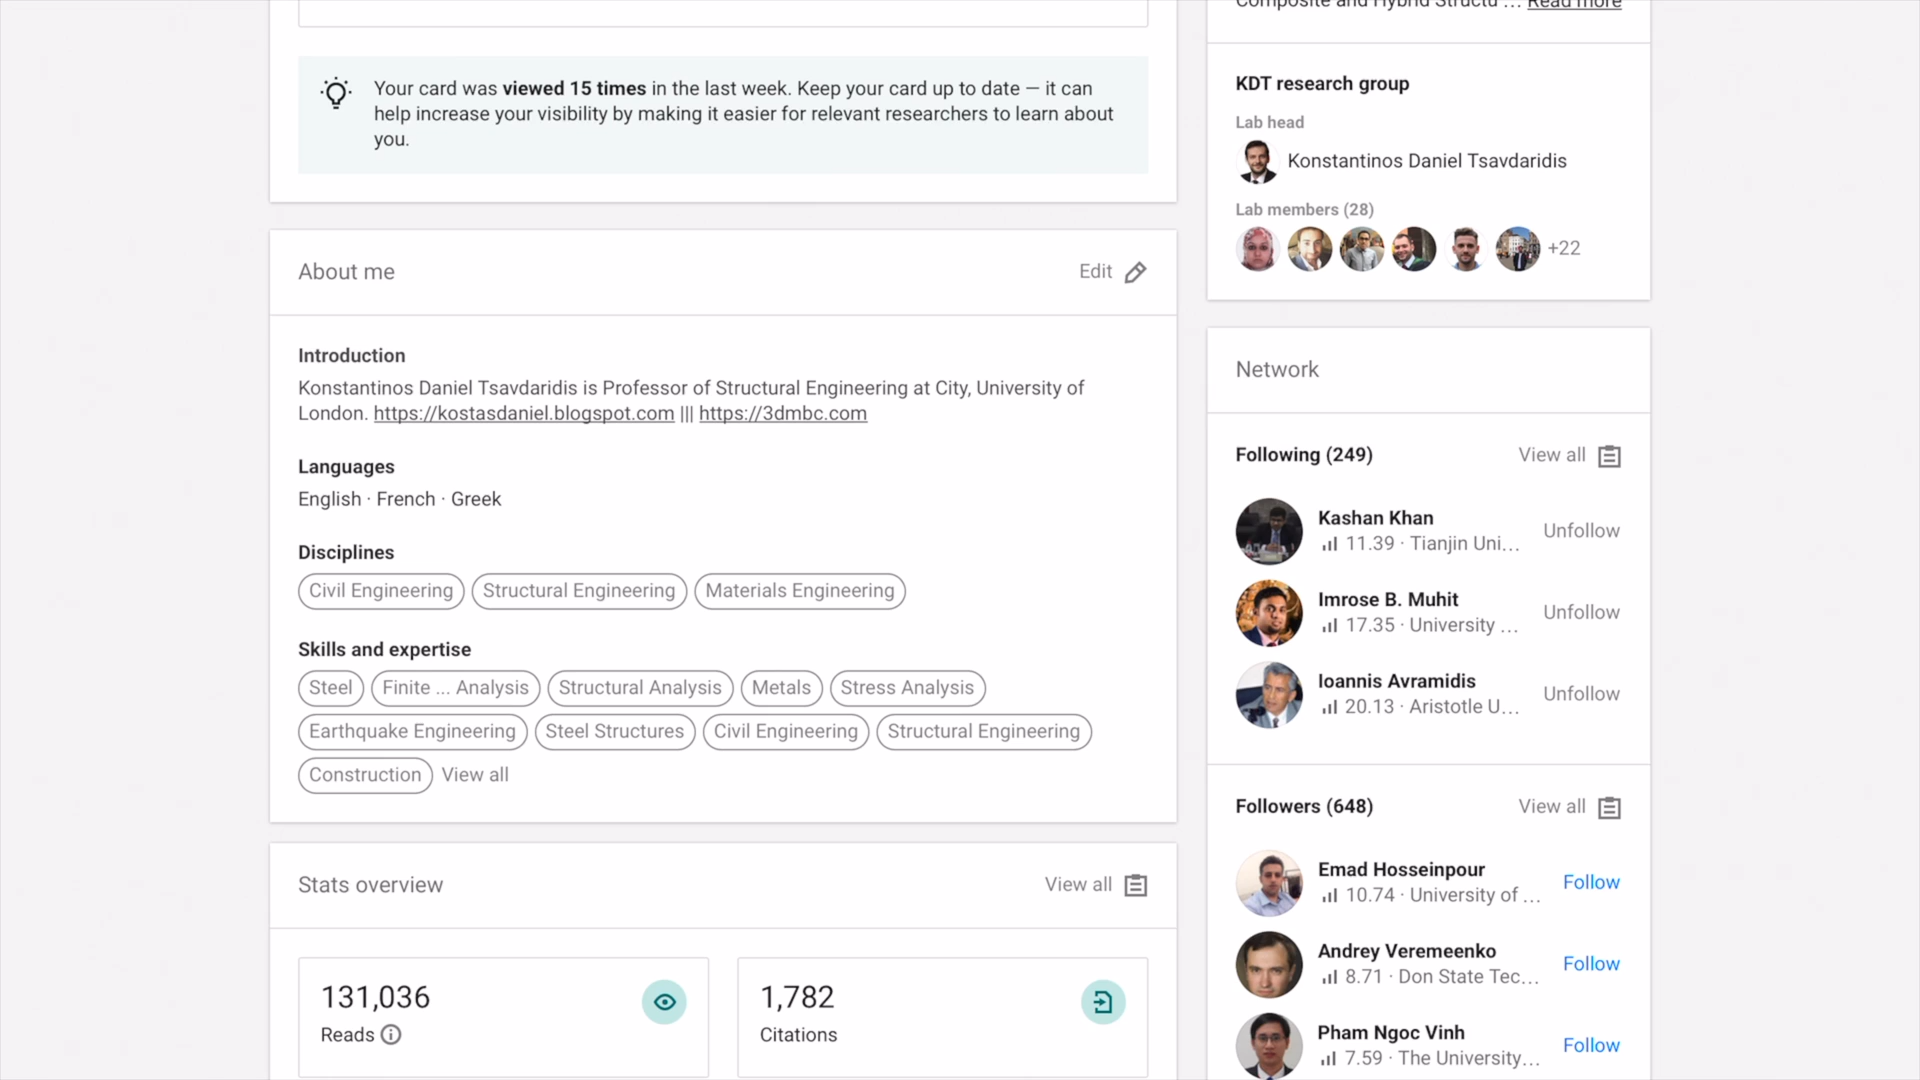 Your card was viewed 15 times in the last week. Keep your card up to date — it can
help increase your visibility by making it easier for relevant researchers to learn about
you.
About me
Edit
Introduction
Konstantinos Daniel Tsavdaridis is Professor of Structural Engineering at City, University of
London. https://kostasdaniel.blogspot.com ||| https://3dmbc.com
Languages
English · French · Greek
Disciplines
Civil Engineering Structural Engineering Materials Engineering
Skills and expertise
Steel Finite ... Analysis Structural Analysis Metals Stress Analysis
Earthquake Engineering Steel Structures Civil Engineering Structural Engineering
Construction View all
Stats overview
View all
131,036
Reads
1,782
Citations
Composite and Hybrid Structu ... Read more
KDT research group
Lab head
Konstantinos Daniel Tsavdaridis
Lab members (28)
+22
Network
Following (249)
View all
Kashan Khan
11.39 · Tianjin Uni...
Unfollow
Imrose B. Muhit
17.35 · University ...
Unfollow
Ioannis Avramidis
20.13 · Aristotle U...
Unfollow
Followers (648)
View all
Emad Hosseinpour
10.74 · University of ...
Follow
Andrey Veremeenko
8.71 · Don State Tec...
Follow
Pham Ngoc Vinh
7.59 · The University...
Follow